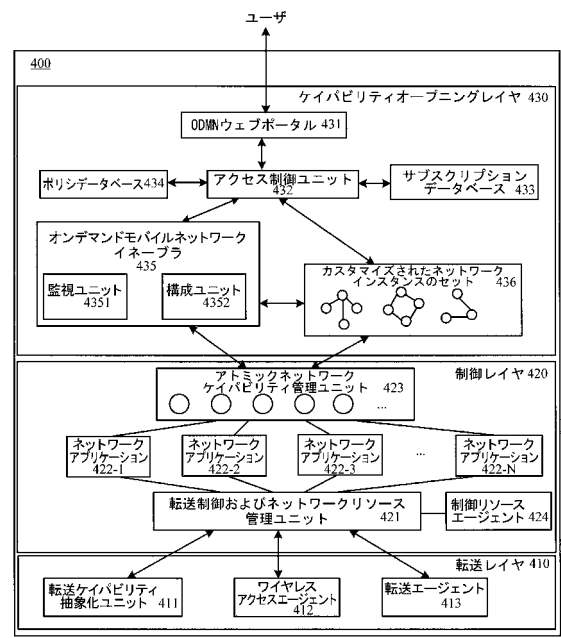 ユーザ
400
ケイパビリティオープニングレイヤ 430
ODMNウェブポータル 431
ポリシデータベース 434
アクセス制御ユニット
432
サブスクリプション
データベース 433
オンデマンドモバイルネットワーク
イネーブラ
435
監視ユニット
4351
構成ユニット
4352
カスタマイズされたネットワーク
インスタンスのセット 436
制御レイヤ 420
アトミックネットワーク
ケイパビリティ管理ユニット 423
...
ネットワーク
アプリケーション
422-1
ネットワーク
アプリケーション
422-2
ネットワーク
アプリケーション
422-3
...
ネットワーク
アプリケーション
422-N
転送制御およびネットワークリソース
管理ユニット 421
制御リソース
エージェント 424
転送レイヤ 410
転送ケイパビリティ
抽象化ユニット 411
ワイヤレス
アクセスエージェント
412
転送エージェント
413